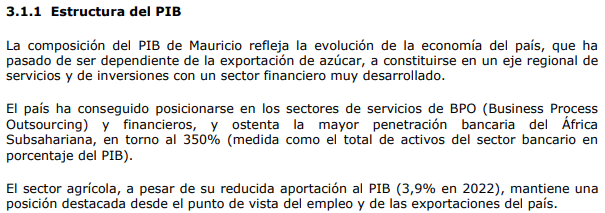 3.1.1 Estructura del PIB
La composición del PIB de Mauricio refleja la evolución de la economía del país, que ha
pasado de ser dependiente de la exportación de azúcar, a constituirse en un eje regional de
servicios y de inversiones con un sector financiero muy desarrollado.
El país ha conseguido posicionarse en los sectores de servicios de BPO (Business Process
Outsourcing) y financieros, y ostenta la mayor penetración bancaria del África
Subsahariana, en torno al 350% (medida como el total de activos del sector bancario en
porcentaje del PIB).
El sector agrícola, a pesar de su reducida aportación al PIB (3,9% en 2022), mantiene una
posición destacada desde el punto de vista del empleo y de las exportaciones del país.